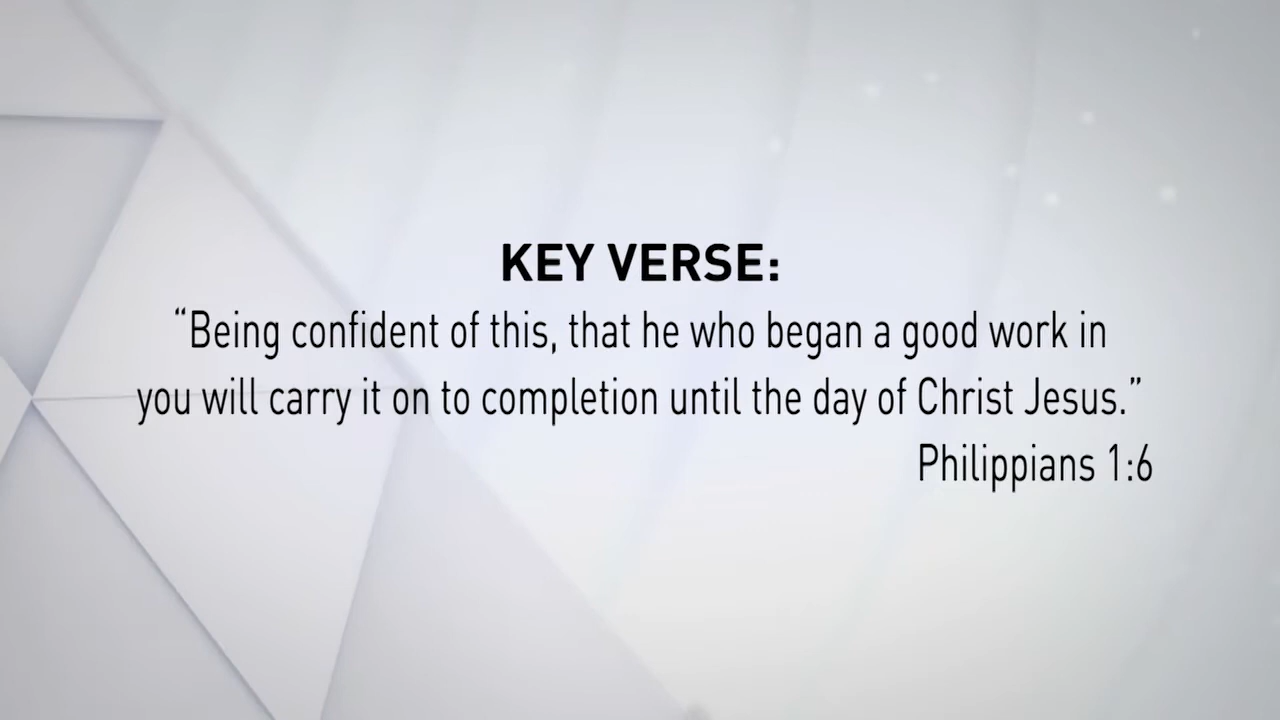 KEY VERSE:
“Being confident of this, that he who began a good work in
you will carry it on to completion until the day of Christ Jesus.”
Philippians 1:6